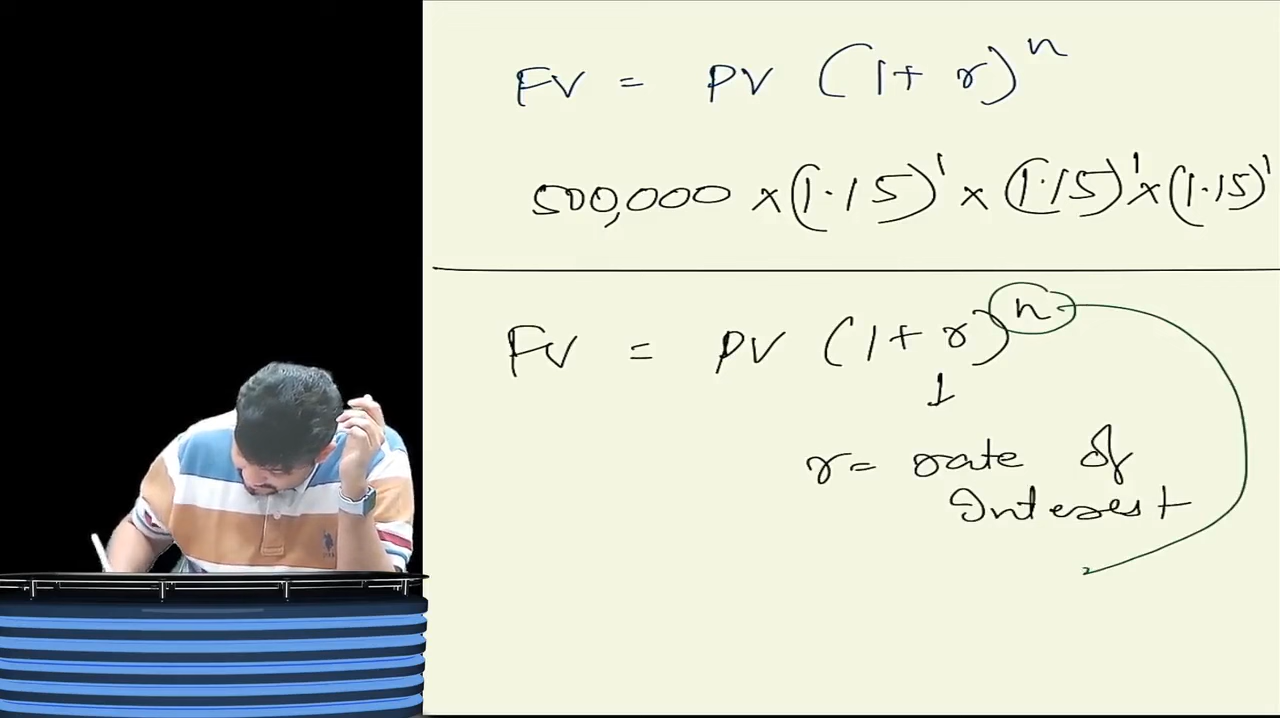 FV = PV (1+ r)^n
500,000 × (1.15)^1 × (1.15)^1 × (1.15)^1
FV = PV (1+ r)^n
r = rate of
Interest